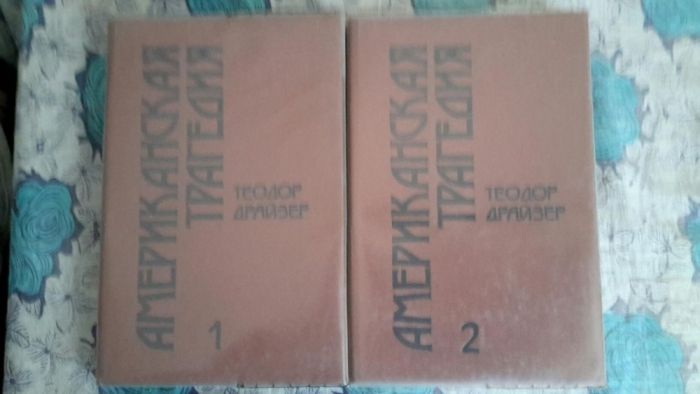 АМЕРИКАНСКАЯ
ТРАГЕДИЯ
ТЕОДОР
ДРАЙЗЕР
1
АМЕРИКАНСКАЯ
ТРАГЕДИЯ
ТЕОДОР
ДРАЙЗЕР
2